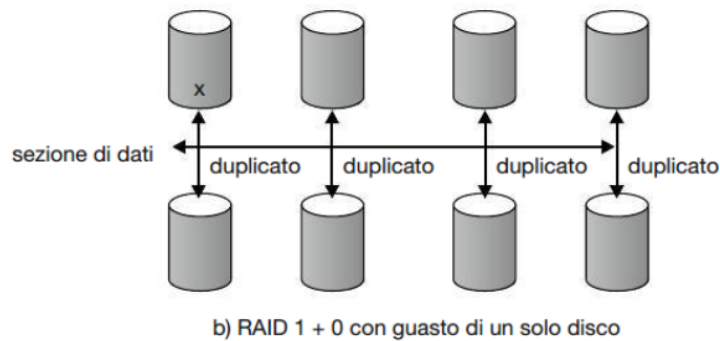 x
sezione di dati
duplicato duplicato duplicato duplicato
b) RAID 1 + 0 con guasto di un solo disco